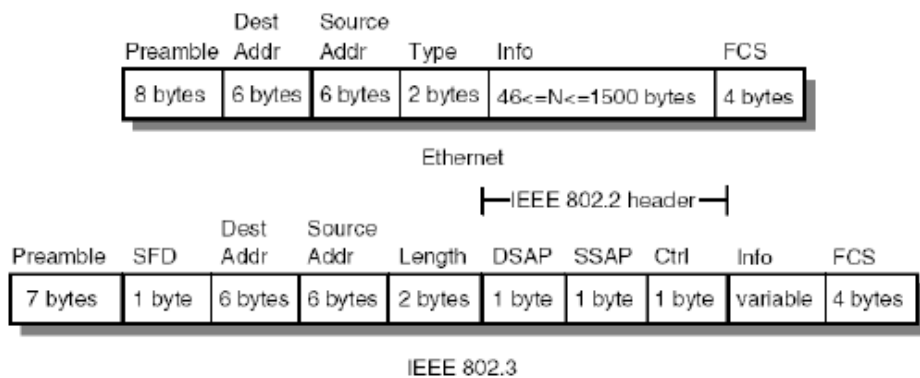 Dest Source
Preamble Addr Addr Type Info FCS
8 bytes 6 bytes 6 bytes 2 bytes 46<=N<=1500 bytes 4 bytes
Ethernet
IEEE 802.2 header
Dest Source
Preamble SFD Addr Addr Length DSAP SSAP Ctrl Info FCS
7 bytes 1 byte 6 bytes 6 bytes 2 bytes 1 byte 1 byte 1 byte variable 4 bytes
IEEE 802.3